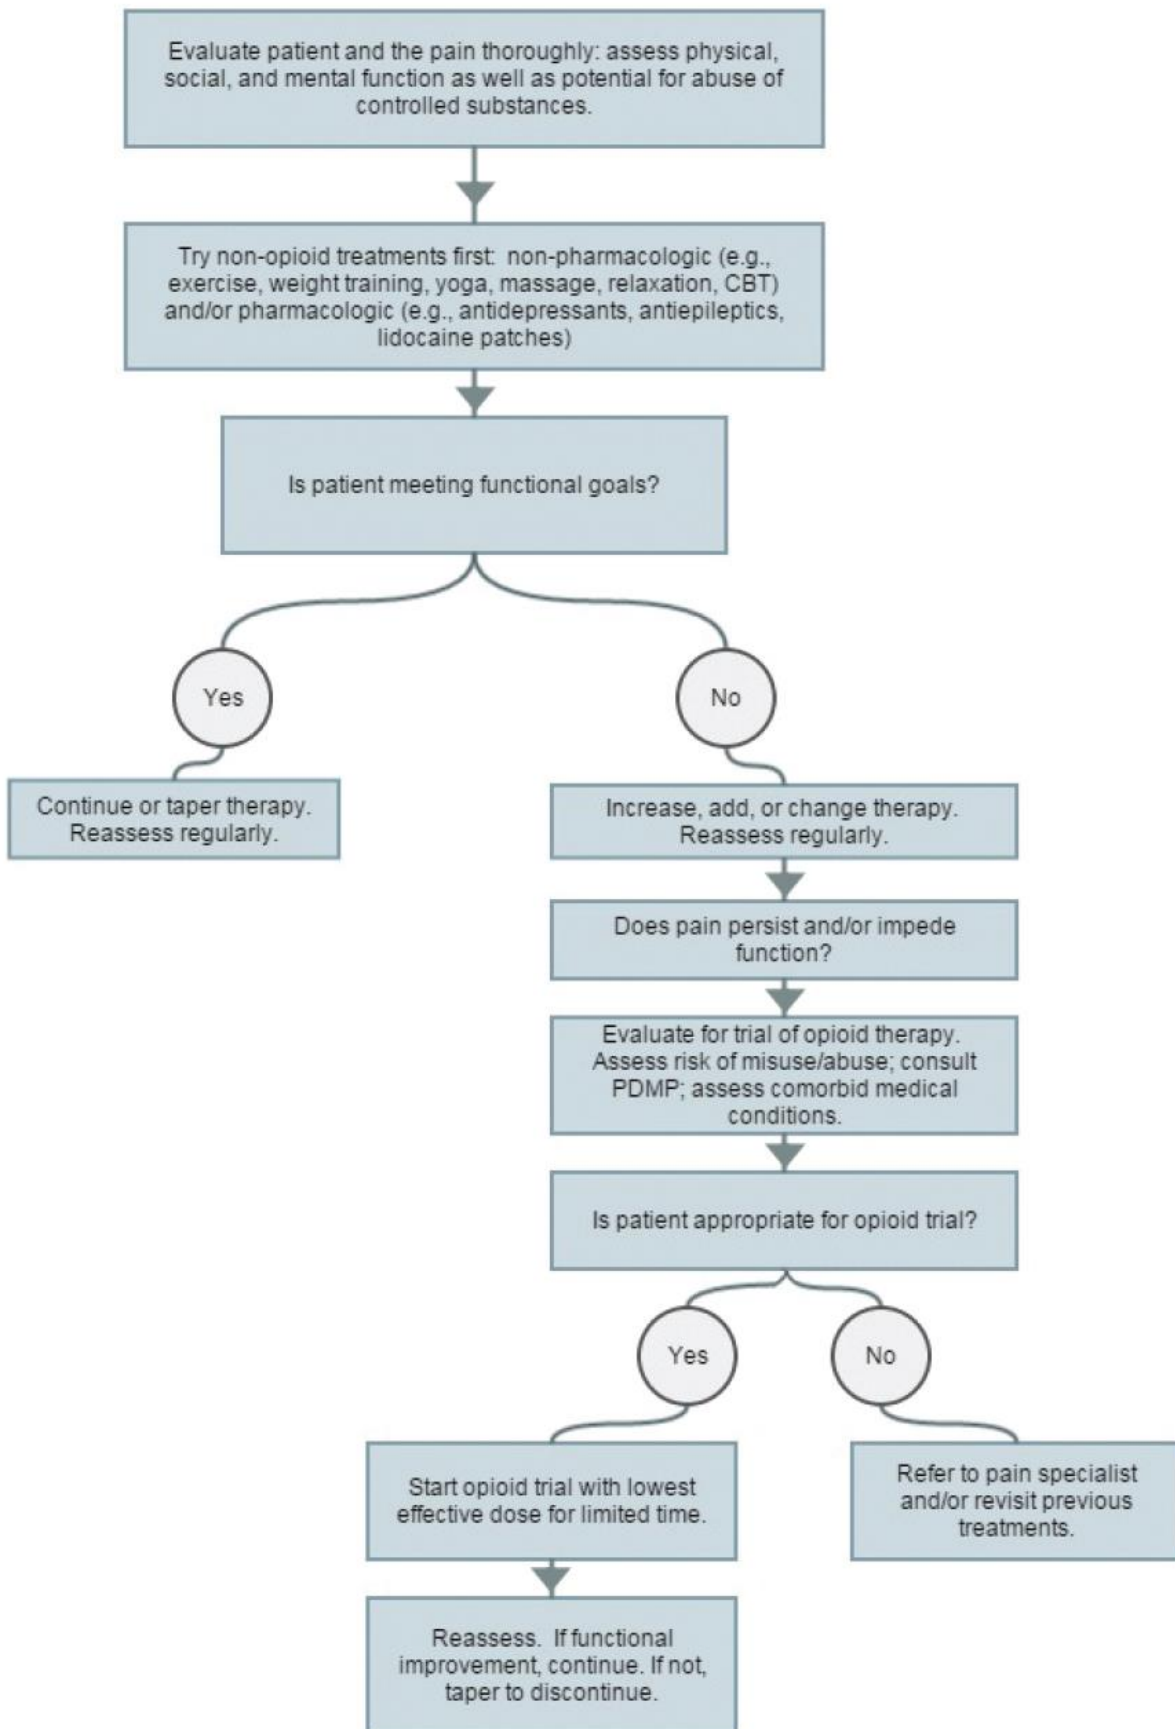 Evaluate patient and the pain thoroughly: assess physical,
social, and mental function as well as potential for abuse of
controlled substances.
Try non-opioid treatments first: non-pharmacologic (e.g.,
exercise, weight training, yoga, massage, relaxation, CBT)
and/or pharmacologic (e.g., antidepressants, antiepileptics,
lidocaine patches)
Is patient meeting functional goals?
Yes
No
Continue or taper therapy.
Reassess regularly.
Increase, add, or change therapy.
Reassess regularly.
Does pain persist and/or impede
function?
Evaluate for trial of opioid therapy.
Assess risk of misuse/abuse; consult
PDMP; assess comorbid medical
conditions.
Is patient appropriate for opioid trial?
Yes
No
Start opioid trial with lowest
effective dose for limited time.
Refer to pain specialist
and/or revisit previous
treatments.
Reassess. If functional
improvement, continue. If not,
taper to discontinue.